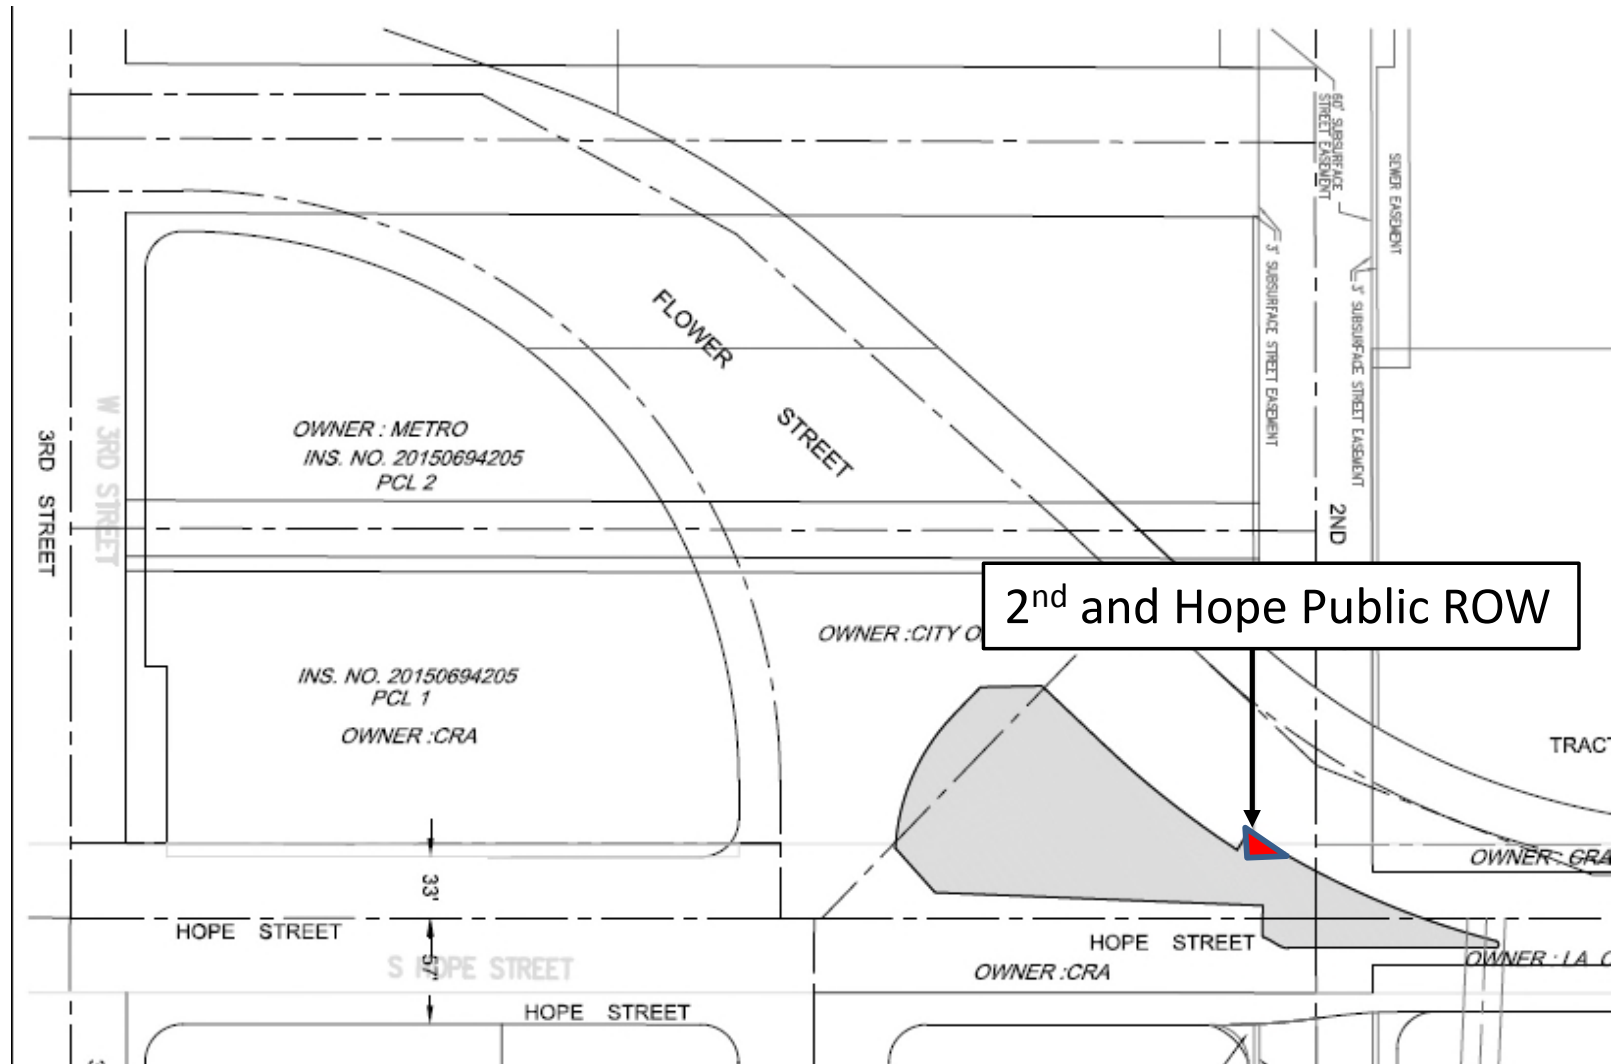 60' SUBSURFACE
STREET EASEMENT
SEWER EASEMENT
3' SUBSURFACE STREET EASEMENT
3' SUBSURFACE STREET EASEMENT
FLOWER
STREET
W 3RD STREET
3RD STREET
OWNER : METRO
INS. NO. 20150694205
PCL 2
2ND
2nd and Hope Public ROW
OWNER :CITY O
INS. NO. 20150694205
PCL 1
OWNER :CRA
TRACT
OWNER: CRA
33'
HOPE STREET
HOPE STREET
S HOPE STREET
57'
OWNER :CRA
OWNER : LA. C
HOPE STREET